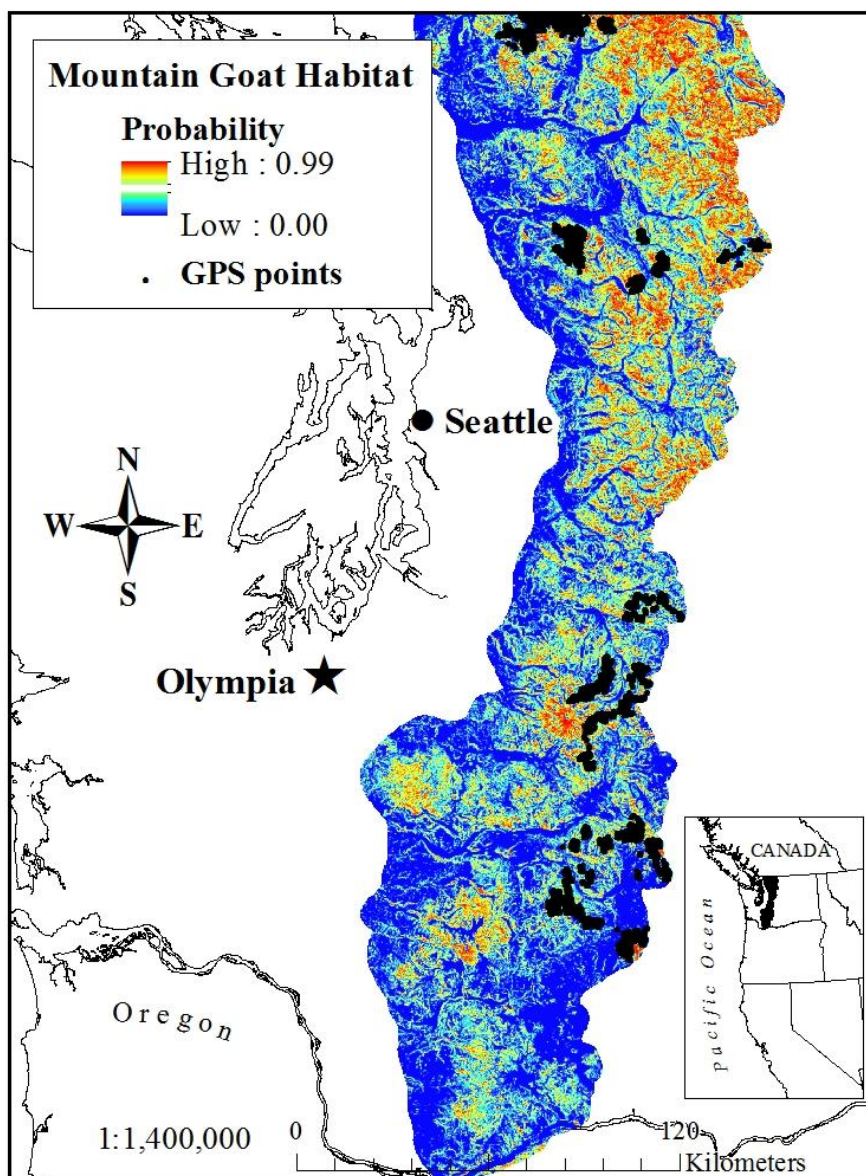 Mountain Goat Habitat
Probability
High : 0.99
Low : 0.00
GPS points
Seattle
N
W E
S
Olympia
CANADA
pacific Ocean
Oregon
1:1,400,000
0 120
Kilometers